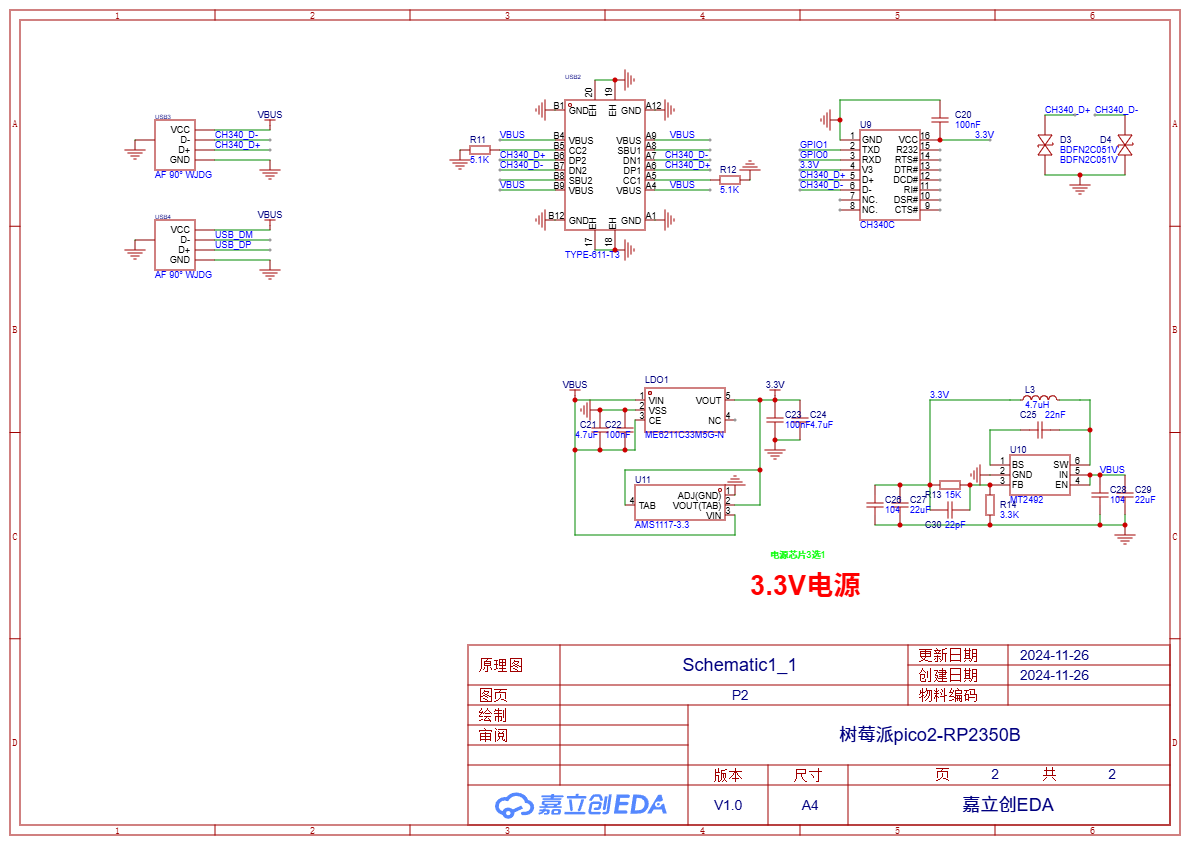 1 2 3 4 5 6
A A
B B
C C
D D
USB3
VBUS
VCC
D- CH340_D-
D+ CH340_D+
GND
AF 90° WJDG
USB4
VBUS
VCC
D- USB_DM
D+ USB_DP
GND
AF 90° WJDG
USB2
20 19
B1 GND EH EH GND A12
VBUS B4 VBUS VBUS A9 VBUS
R11 B5 CC2 SBU1 A8
5.1K CH340_D+ B6 DP2 DN1 A7 CH340_D-
CH340_D- B7 DN2 DP1 A6 CH340_D+
B8 SBU2 CC1 A5 R12
VBUS B9 VBUS VBUS A4 VBUS 5.1K
B12 GND EH EH GND A1
17 18
TYPE-611-T3
U9
C20
100nF
3.3V
1 GND VCC 16
GPIO1 2 TXD R232 15
GPIO0 3 RXD RTS# 14
3.3V 4 V3 DTR# 13
CH340_D+ 5 D+ DCD# 12
CH340_D- 6 D- RI# 11
7 NC. DSR# 10
8 NC. CTS# 9
CH340C
CH340_D+ CH340_D-
D3 D4
BDFN2C051V
BDFN2C051V
VBUS LDO1 3.3V
1 VIN VOUT 5
2 VSS
3 CE NC 4
C21 C22
4.7uF 100nF
ME6211C33M5G-N
C23 C24
100nF 4.7uF
U11
ADJ(GND) 1
4 TAB VOUT(TAB) 2
VIN 3
AMS1117-3.3
3.3V L3
4.7uH
C25 22nF
U10
1 BS SW 6
2 GND IN 5 VBUS
3 FB EN 4
MT2492
R13 15K
C26 C27
104 22uF
R14
3.3K
C30 22pF
C28 C29
104 22uF
电源芯片3选1
3.3V电源
原理图 Schematic1_1 更新日期 2024-11-26
创建日期 2024-11-26
图页 P2 物料编码
绘制
审阅 树莓派pico2-RP2350B
版本 尺寸 页 2 共 2
嘉立创EDA V1.0 A4 嘉立创EDA
1 2 3 4 5 6